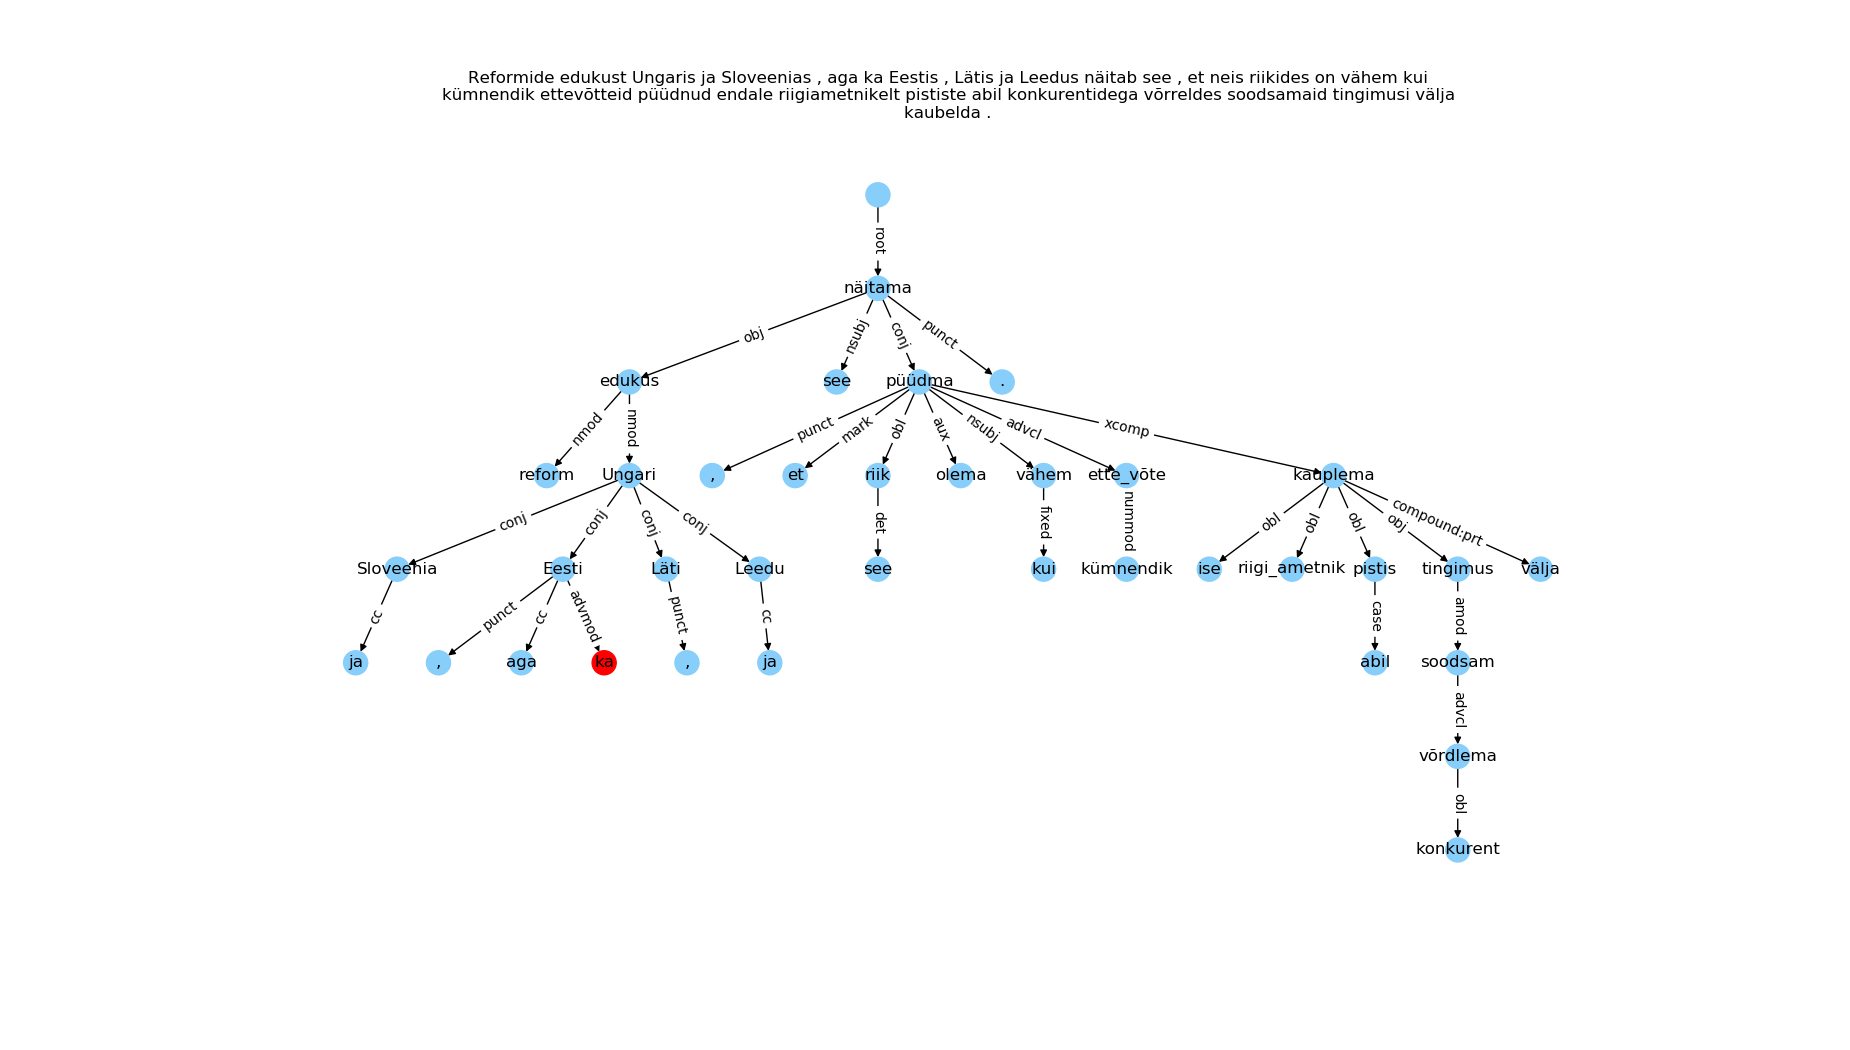 Reformide edukust Ungaris ja Sloveenias , aga ka Eestis , Lätis ja Leedus näitab see , et neis riikides on vähem kui
kümnendik ettevõtteid püüdnud endale riigiametnikelt pististe abil konkurentidega võrreldes soodsamaid tingimusi välja
kaubelda .
root
näitama
obj nsubj conj punct
edukus see püüdma .
nmod nmod punct mark obl aux nsubj advcl xcomp
reform Ungari , et riik olema vähem ette_võte kauplema
conj conj conj conj det fixed nummod obl obl obl obj compound:prt
Sloveenia Eesti Läti Leedu see kui kümnendik ise riigi_ametnik pistis tingimus välja
cc punct cc advmod punct cc case amod
ja , aga ka , ja abil soodsam
advcl
võrdlema
obl
konkurent